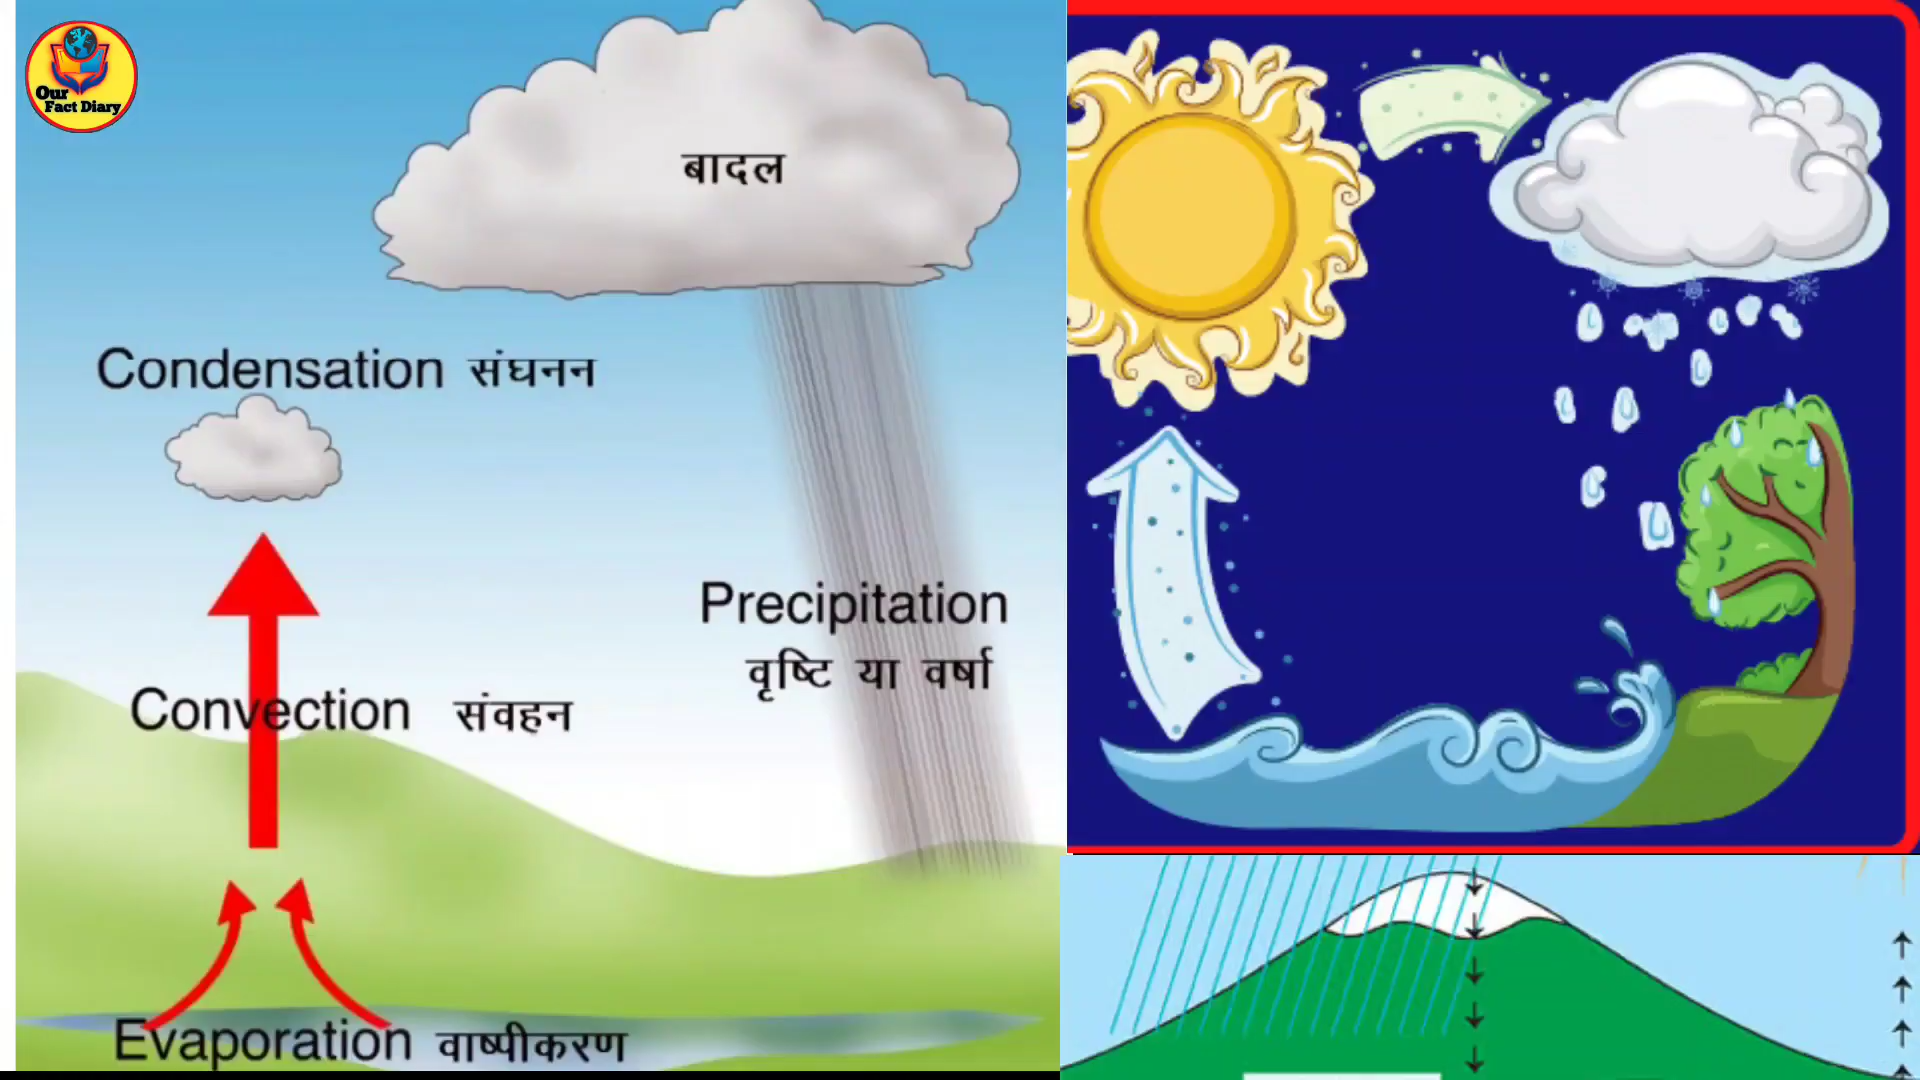 Our
Fact Diary
बादल
Condensation संघनन
Precipitation
वृष्टि या वर्षा
Convection संवहन
Evaporation वाष्पीकरण